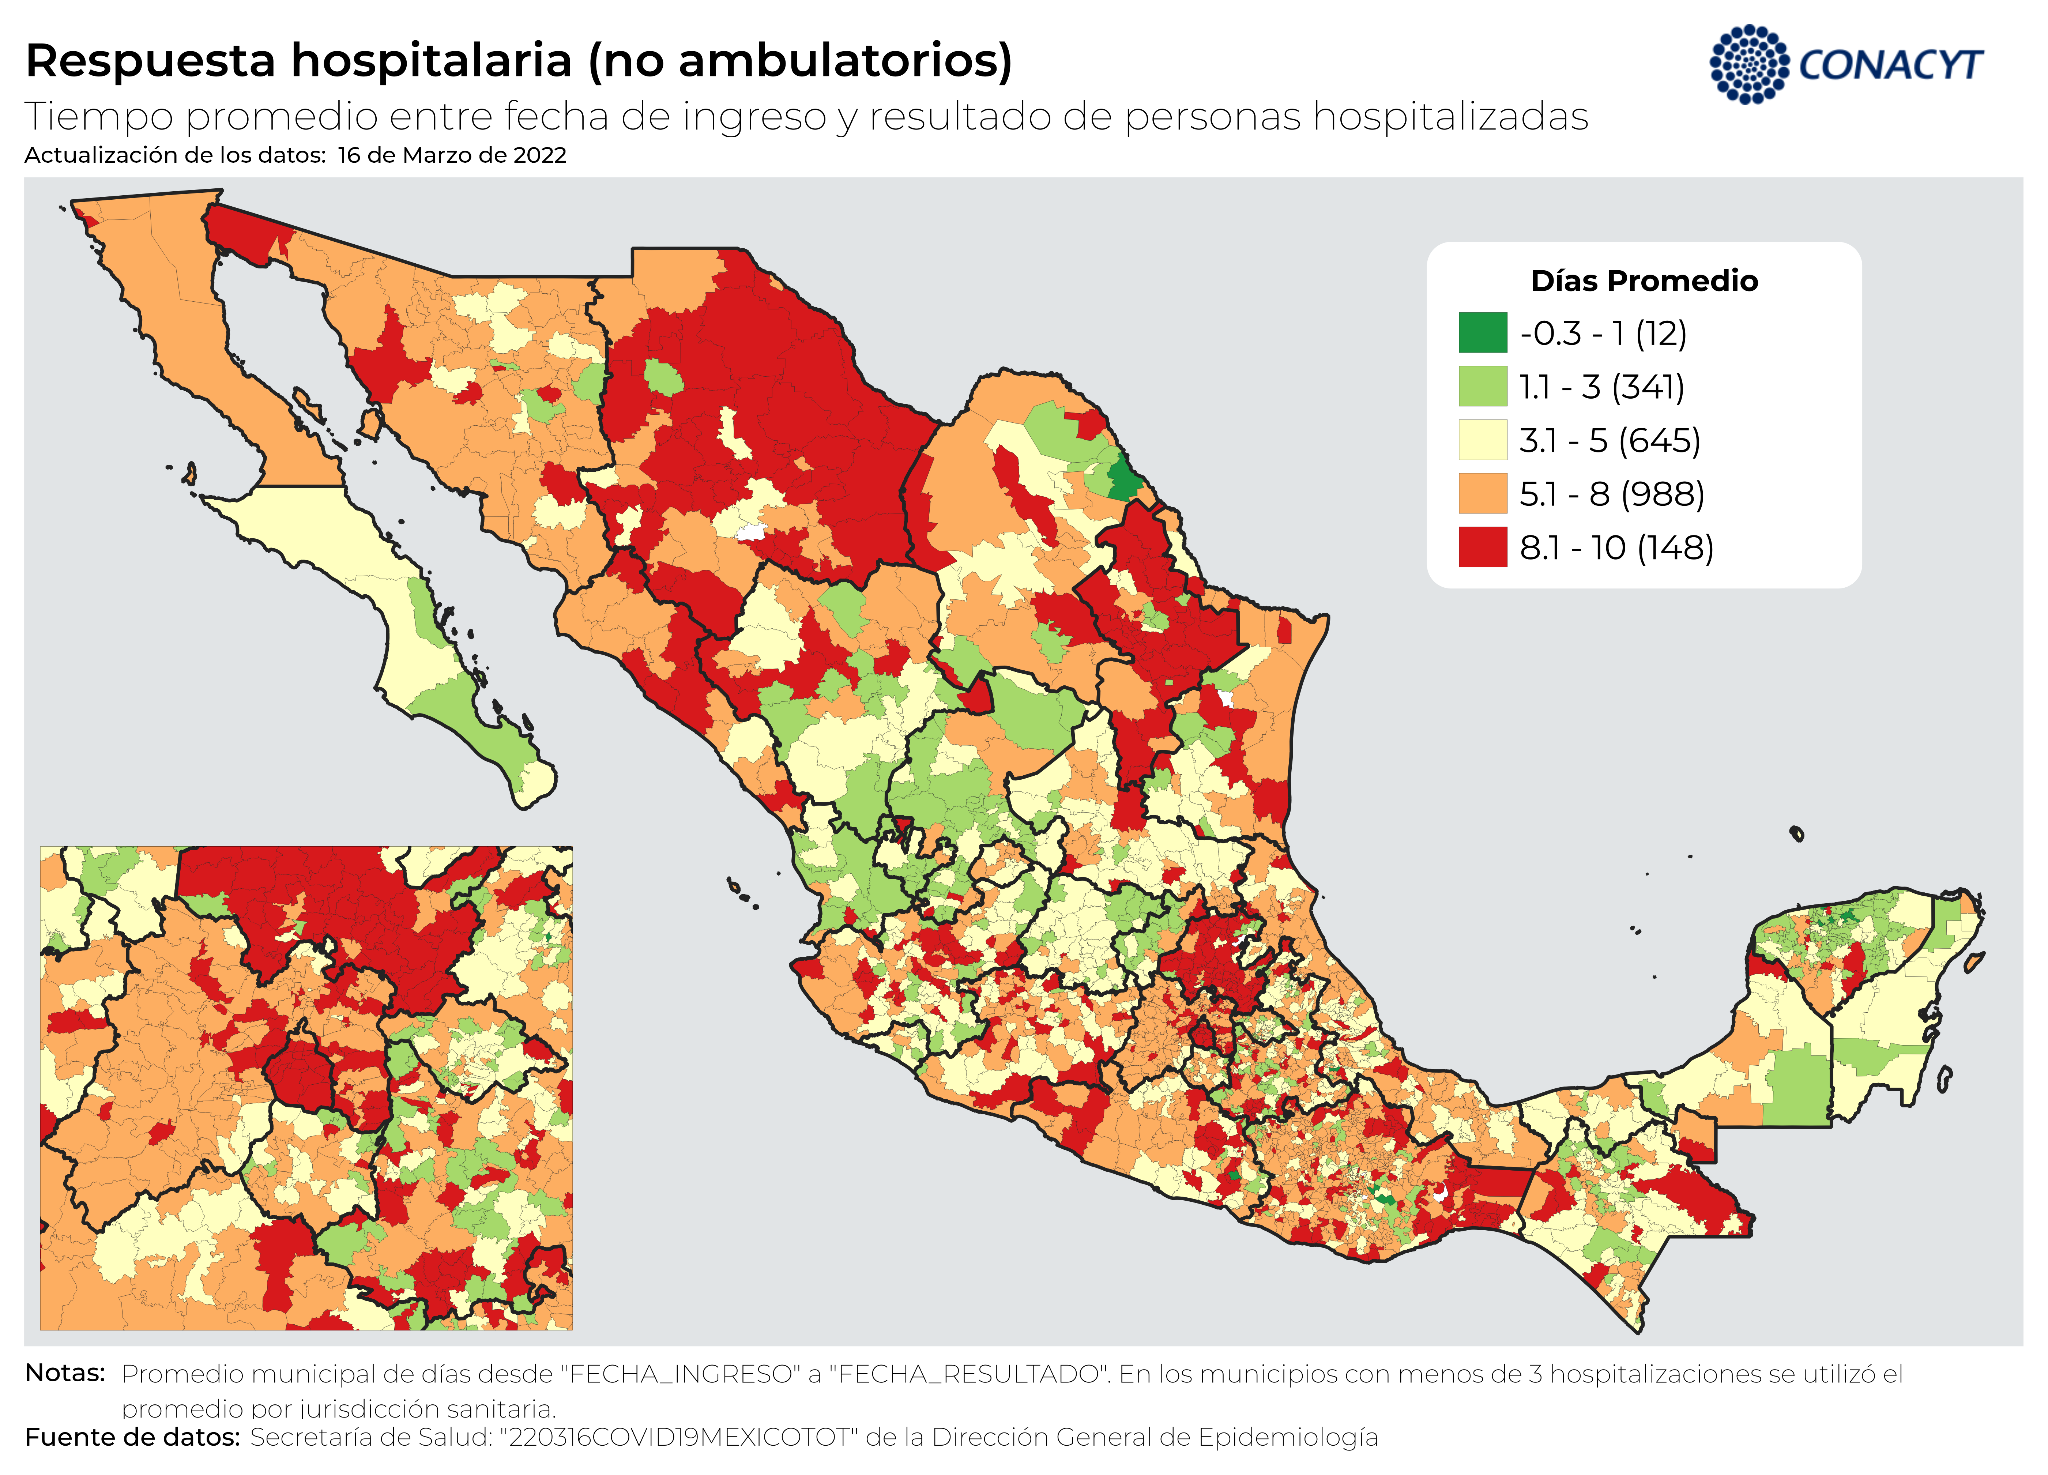 Respuesta hospitalaria (no ambulatorios)
CONACYT
Tiempo promedio entre fecha de ingreso y resultado de personas hospitalizadas
Actualización de los datos: 16 de Marzo de 2022
Días Promedio
-0.3 - 1 (12)
1.1 - 3 (341)
3.1 - 5 (645)
5.1 - 8 (988)
8.1 - 10 (148)
Notas: Promedio municipal de días desde "FECHA_INGRESO" a "FECHA_RESULTADO". En los municipios con menos de 3 hospitalizaciones se utilizó el
promedio por jurisdicción sanitaria.
Fuente de datos: Secretaría de Salud: "220316COVID19MEXICOTOT" de la Dirección General de Epidemiología